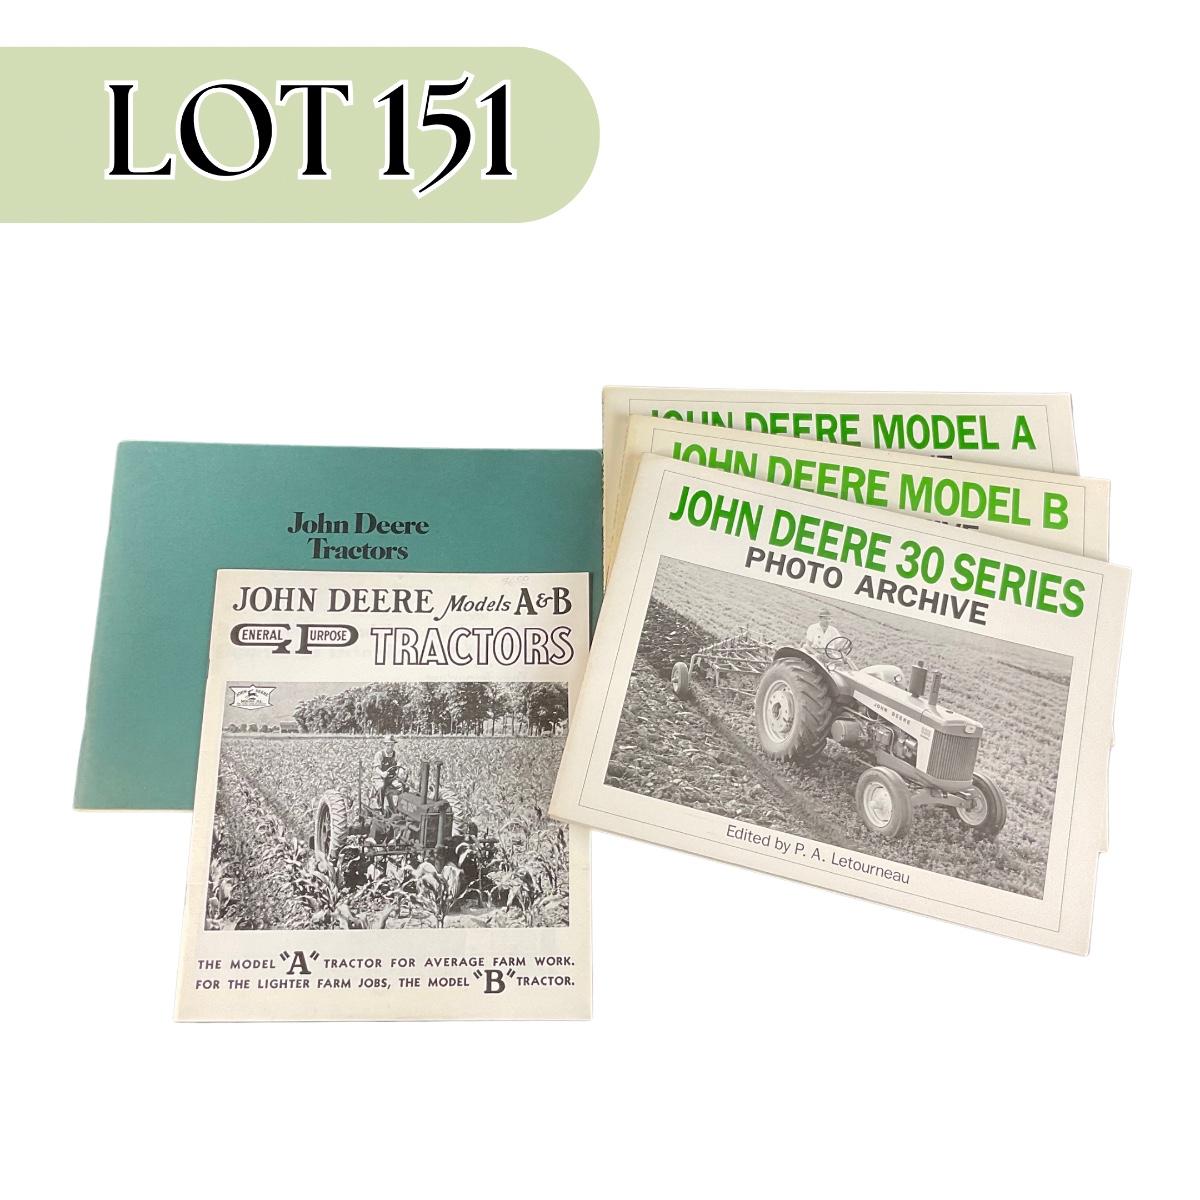 LOT 151
John Deere
Tractors
JOHN DEERE Models A&B
GENERAL PURPOSE TRACTORS
JOHN DEERE
THE MODEL "A" TRACTOR FOR AVERAGE FARM WORK.
FOR THE LIGHTER FARM JOBS, THE MODEL "B" TRACTOR.
JOHN DEERE MODEL A
JOHN DEERE MODEL B
JOHN DEERE 30 SERIES
PHOTO ARCHIVE
JOHN DEERE
Edited by P. A. Letourneau